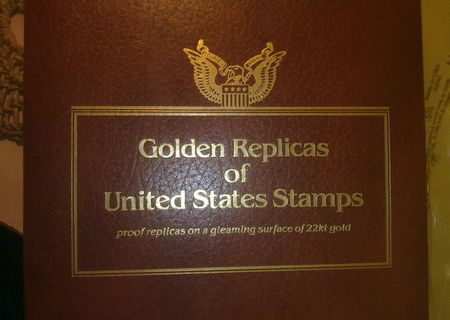 Golden Replicas
of
United States Stamps
proof replicas on a gleaming surface of 22kt gold